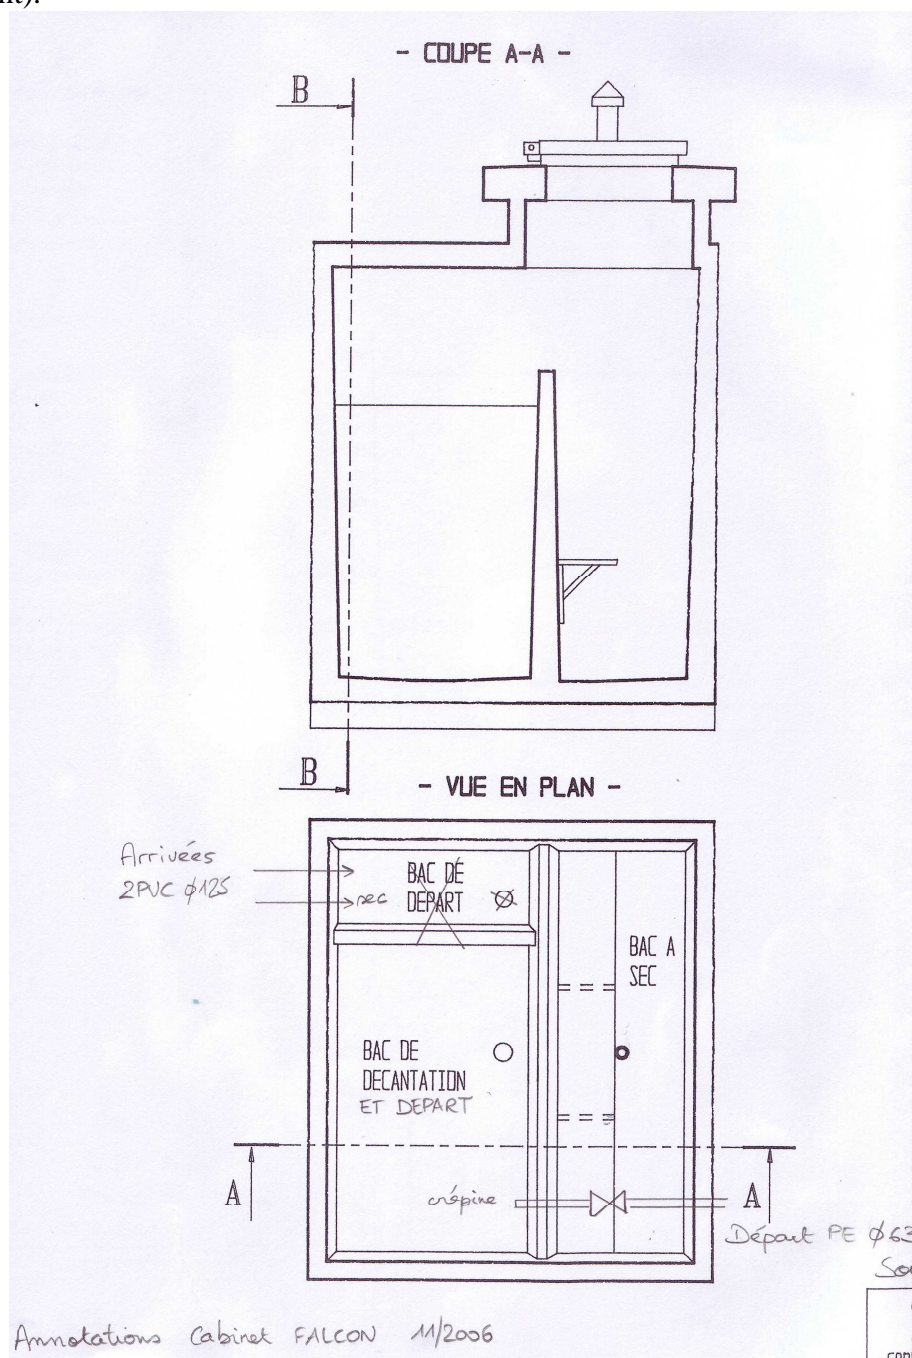 - COUPE A-A -
B
B
- VUE EN PLAN -
Arrivées
2PVC ϕ125
sec
BAC DE
DEPART
BAC A
SEC
BAC DE
DECANTATION
ET DEPART
A
crépine
A
Départ PE ϕ63
Annotations Cabinet FALCON 11/2006